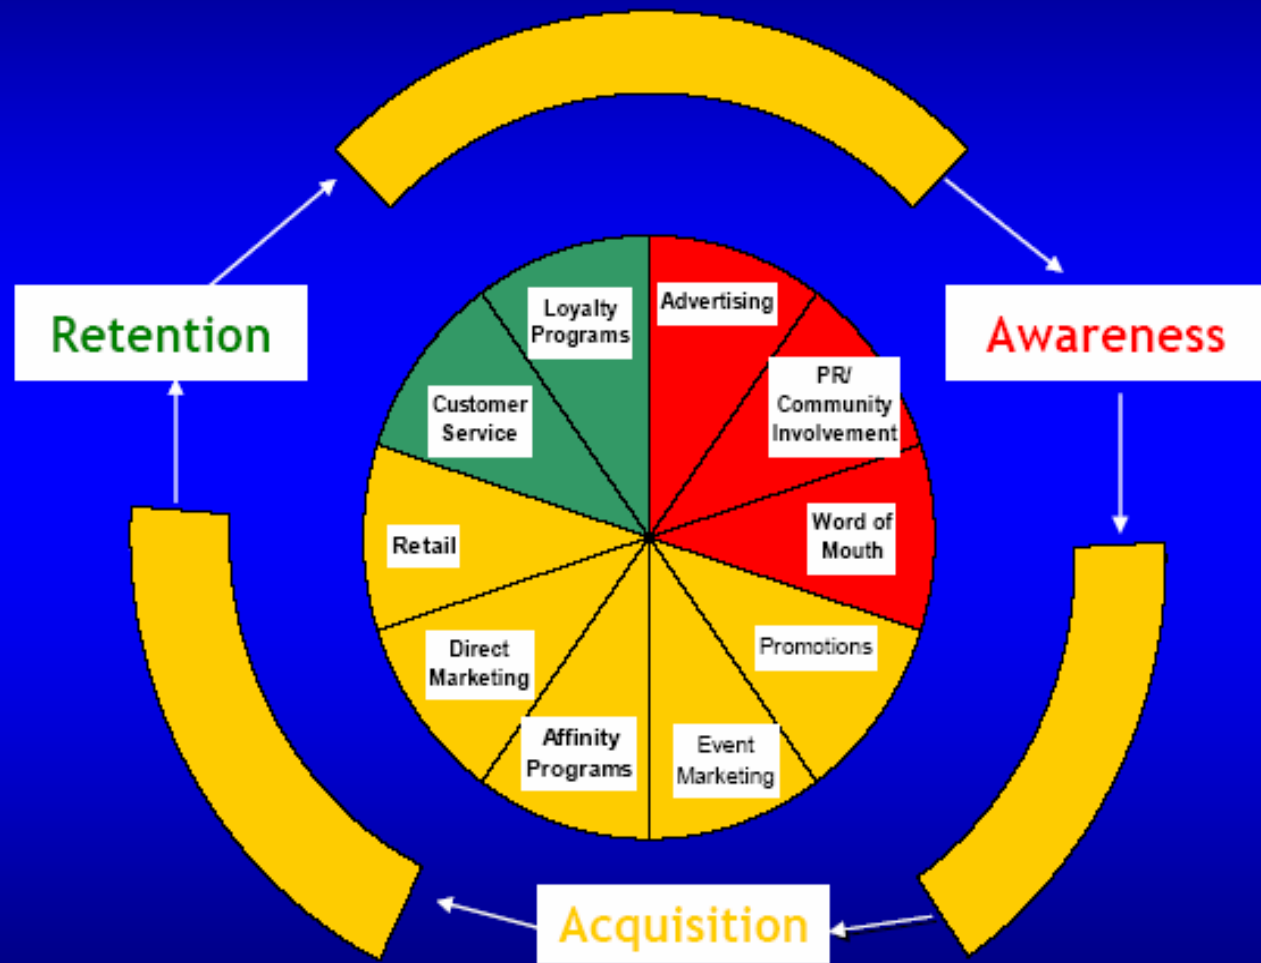 Retention
Awareness
Loyalty
Programs
Advertising
PR/
Community
Involvement
Customer
Service
Word of
Mouth
Retail
Promotions
Direct
Marketing
Affinity
Programs
Event
Marketing
Acquisition